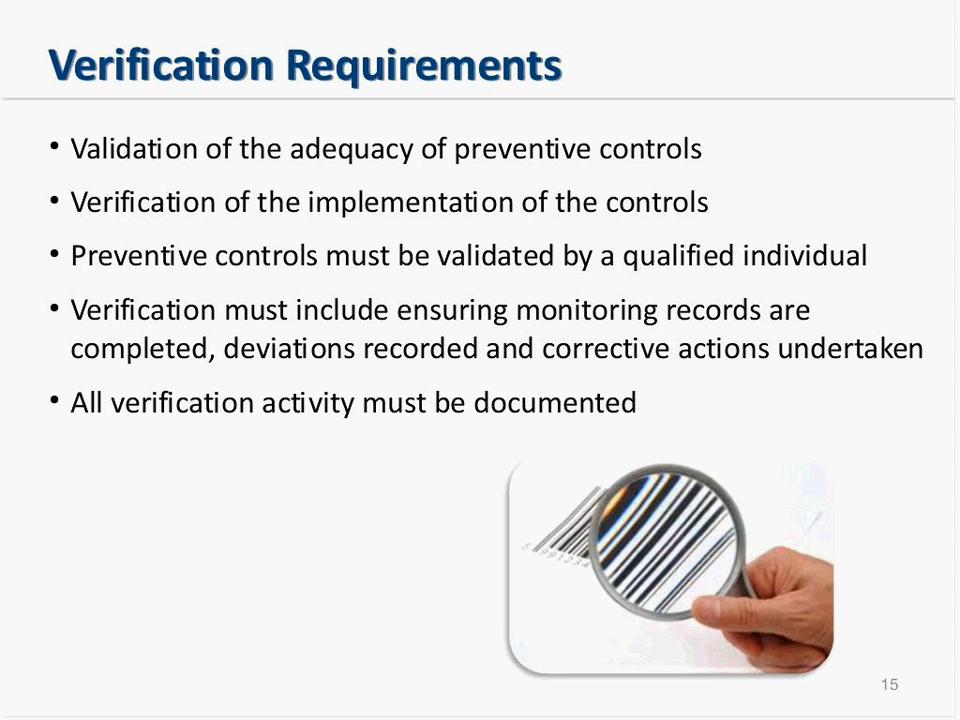 Verification Requirements
• Validation of the adequacy of preventive controls
• Verification of the implementation of the controls
• Preventive controls must be validated by a qualified individual
• Verification must include ensuring monitoring records are
completed, deviations recorded and corrective actions undertaken
• All verification activity must be documented
15